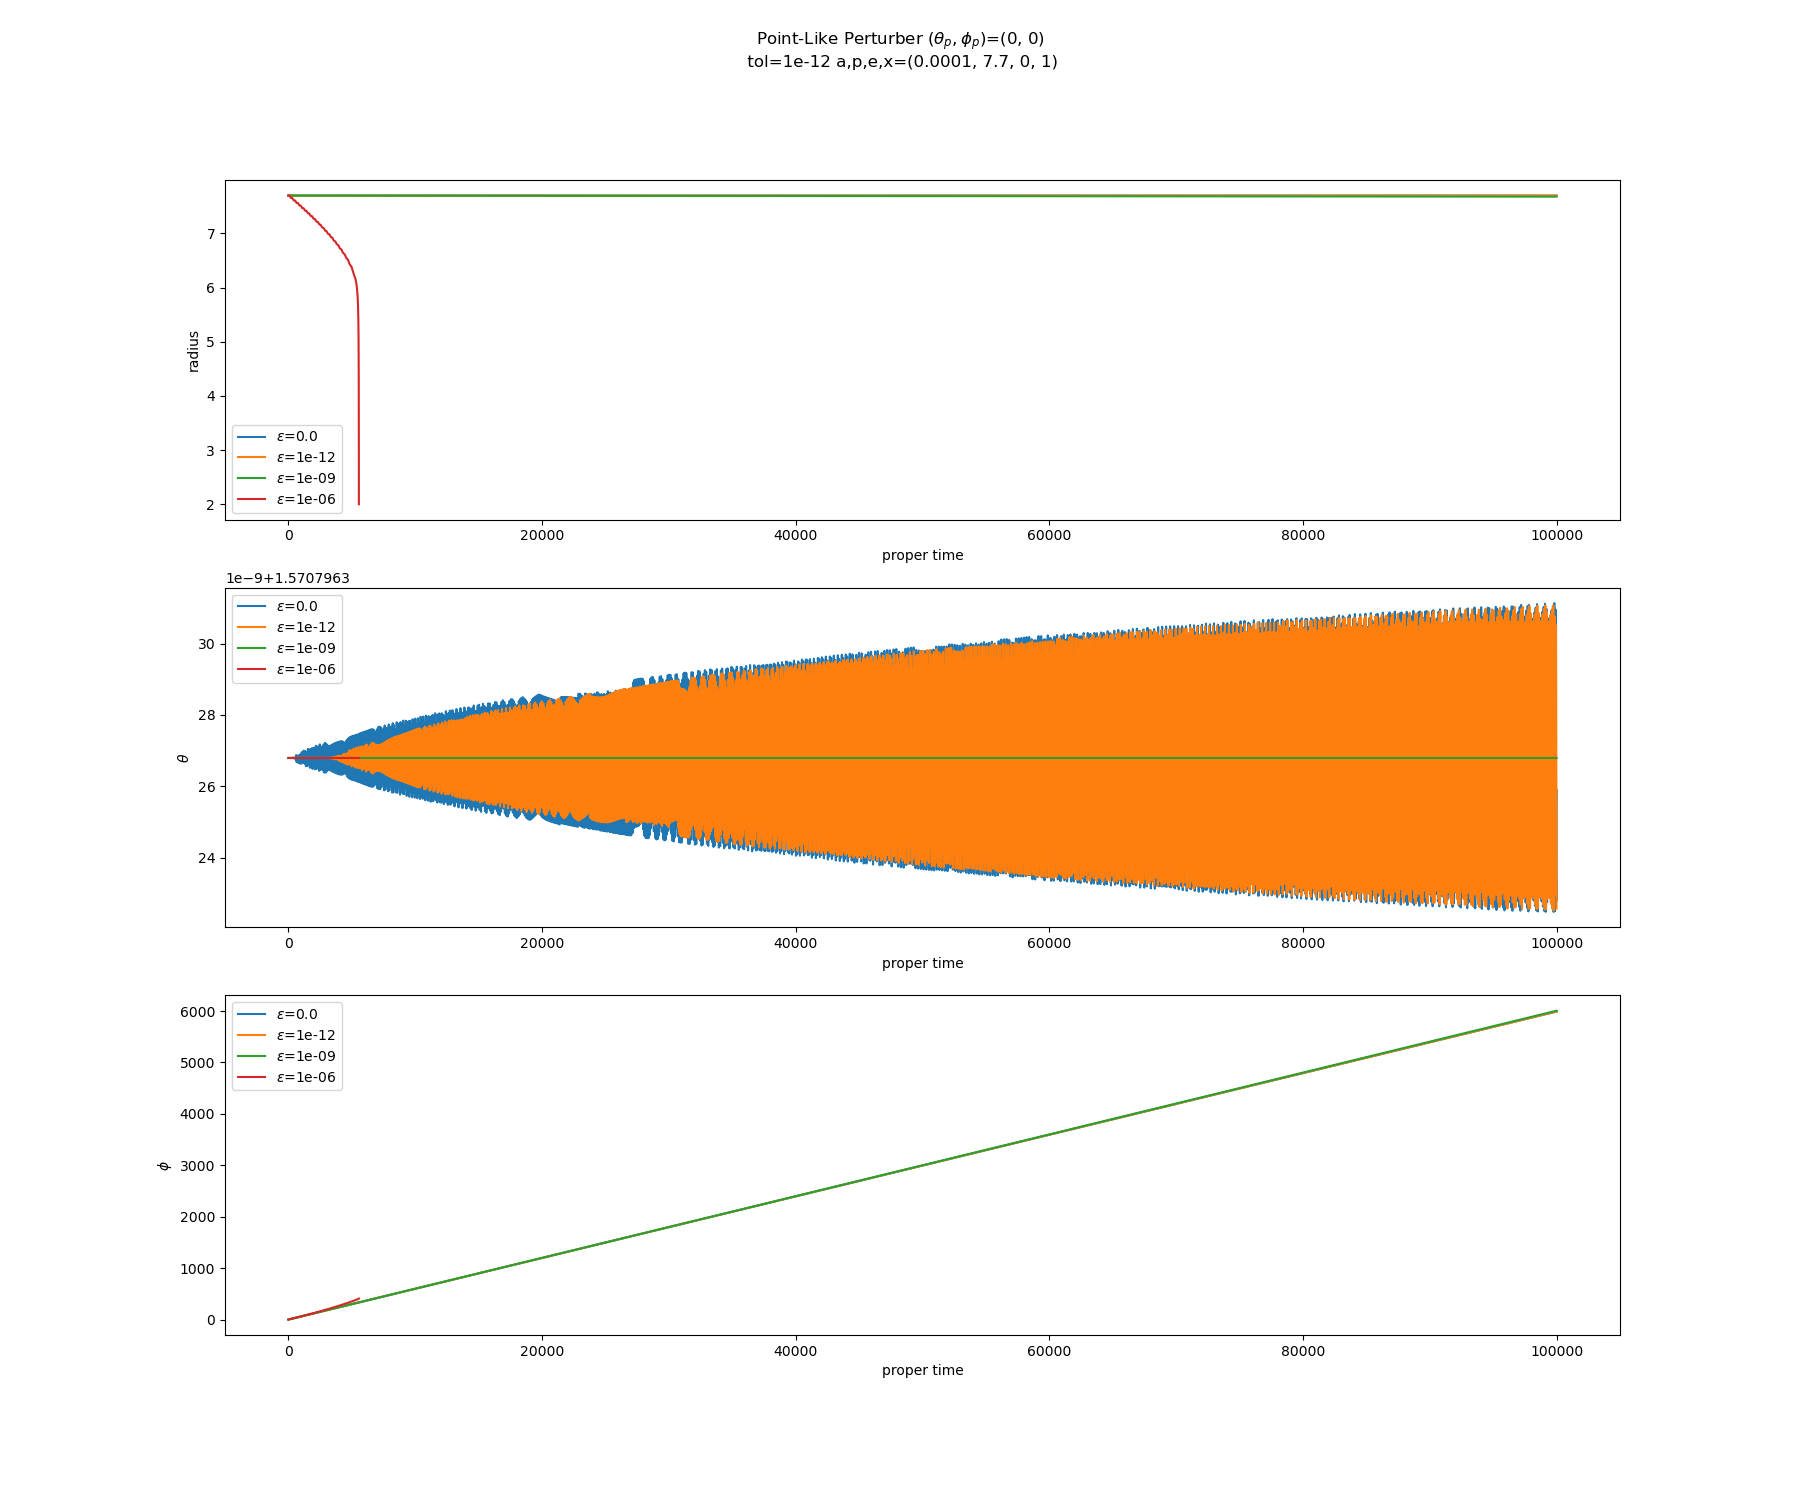 Point-Like Perturber (θp, ϕp)=(0, 0)
tol=1e-12 a,p,e,x=(0.0001, 7.7, 0, 1)
7
6
5
4
3
2
radius
ε=0.0
ε=1e-12
ε=1e-09
ε=1e-06
0 20000 40000 60000 80000 100000
proper time
1e−9+1.5707963
ε=0.0
ε=1e-12
ε=1e-09
ε=1e-06
30
28
26
24
θ
0 20000 40000 60000 80000 100000
proper time
ε=0.0
ε=1e-12
ε=1e-09
ε=1e-06
6000
5000
4000
3000
2000
1000
0
ϕ
0 20000 40000 60000 80000 100000
proper time